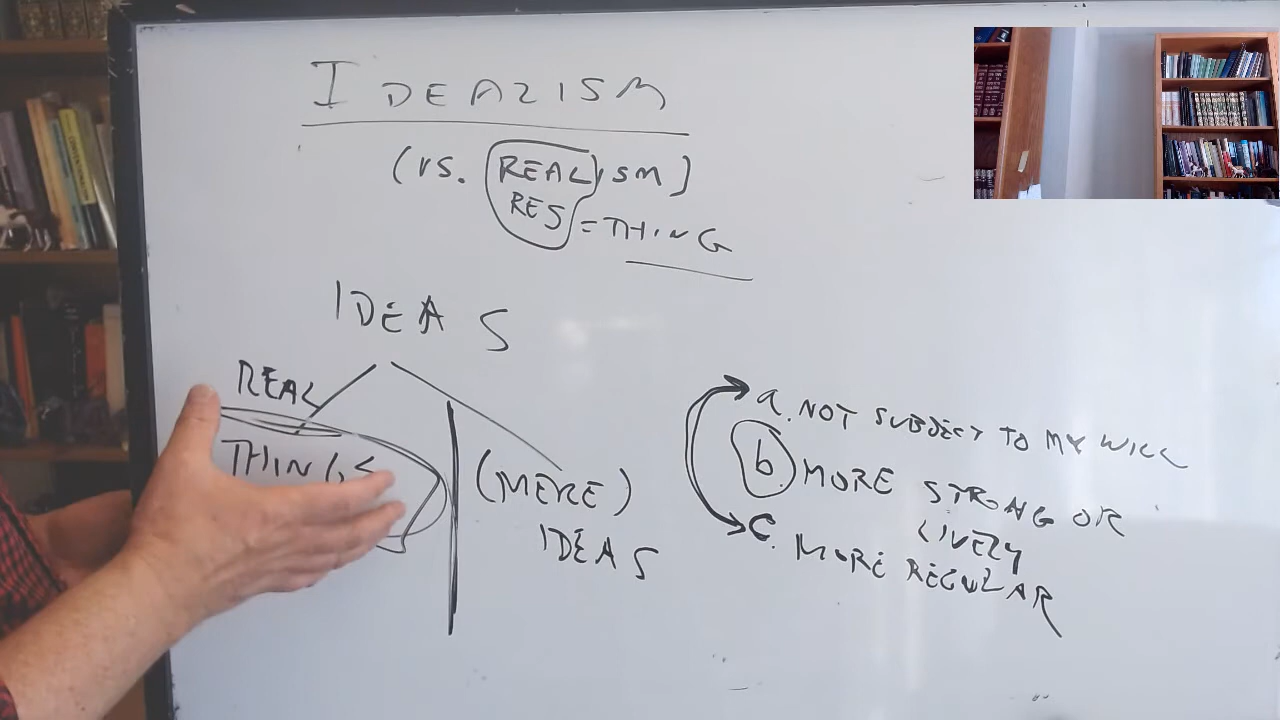 IDEALISM
(VS. REALISM)
RES = THING
IDEAS
REAL
THINGS
(MERE)
IDEAS
a. NOT SUBJECT TO MY WILL
b MORE STRONG OR
LIVELY
C. MORE REGULAR